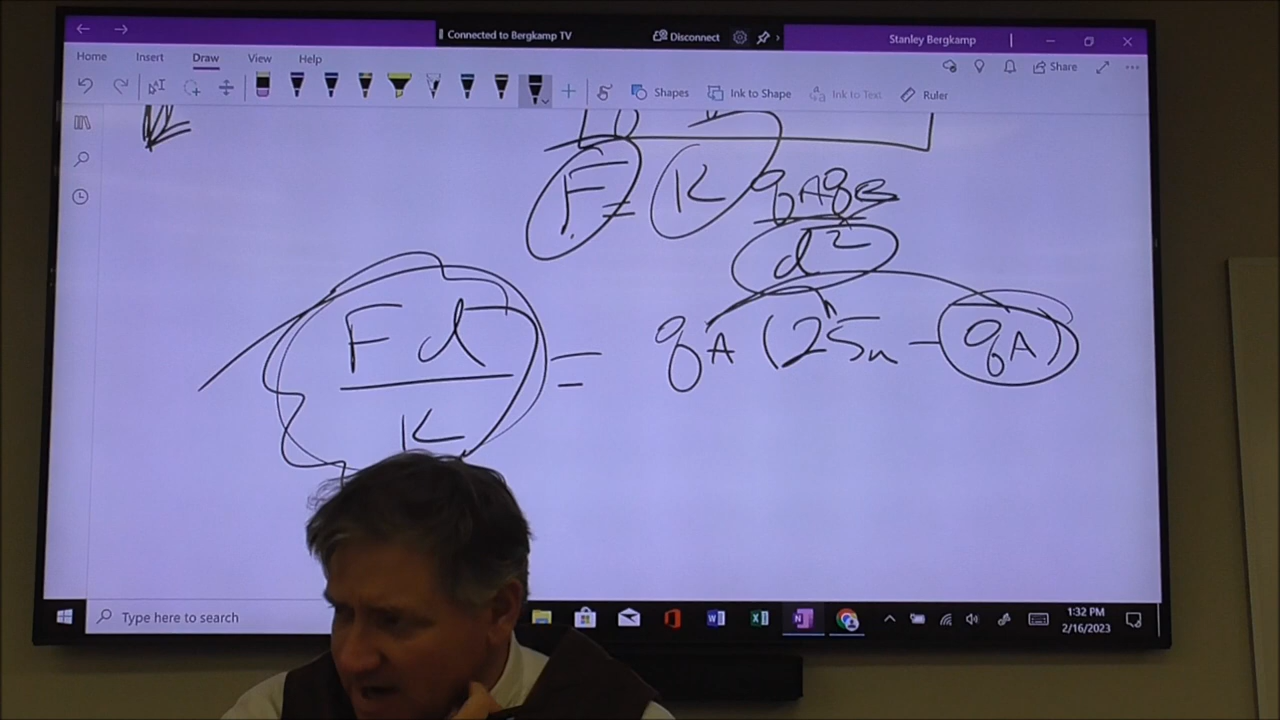 Connected to Bergkamp TV Disconnect Stanley Bergkamp
Home Insert Draw View Help Share
Shapes Ink to Shape Ink to Text Ruler
F = K qAqB
d²
F d = qA (25n - qA)
K
Type here to search 1:32 PM
2/16/2023